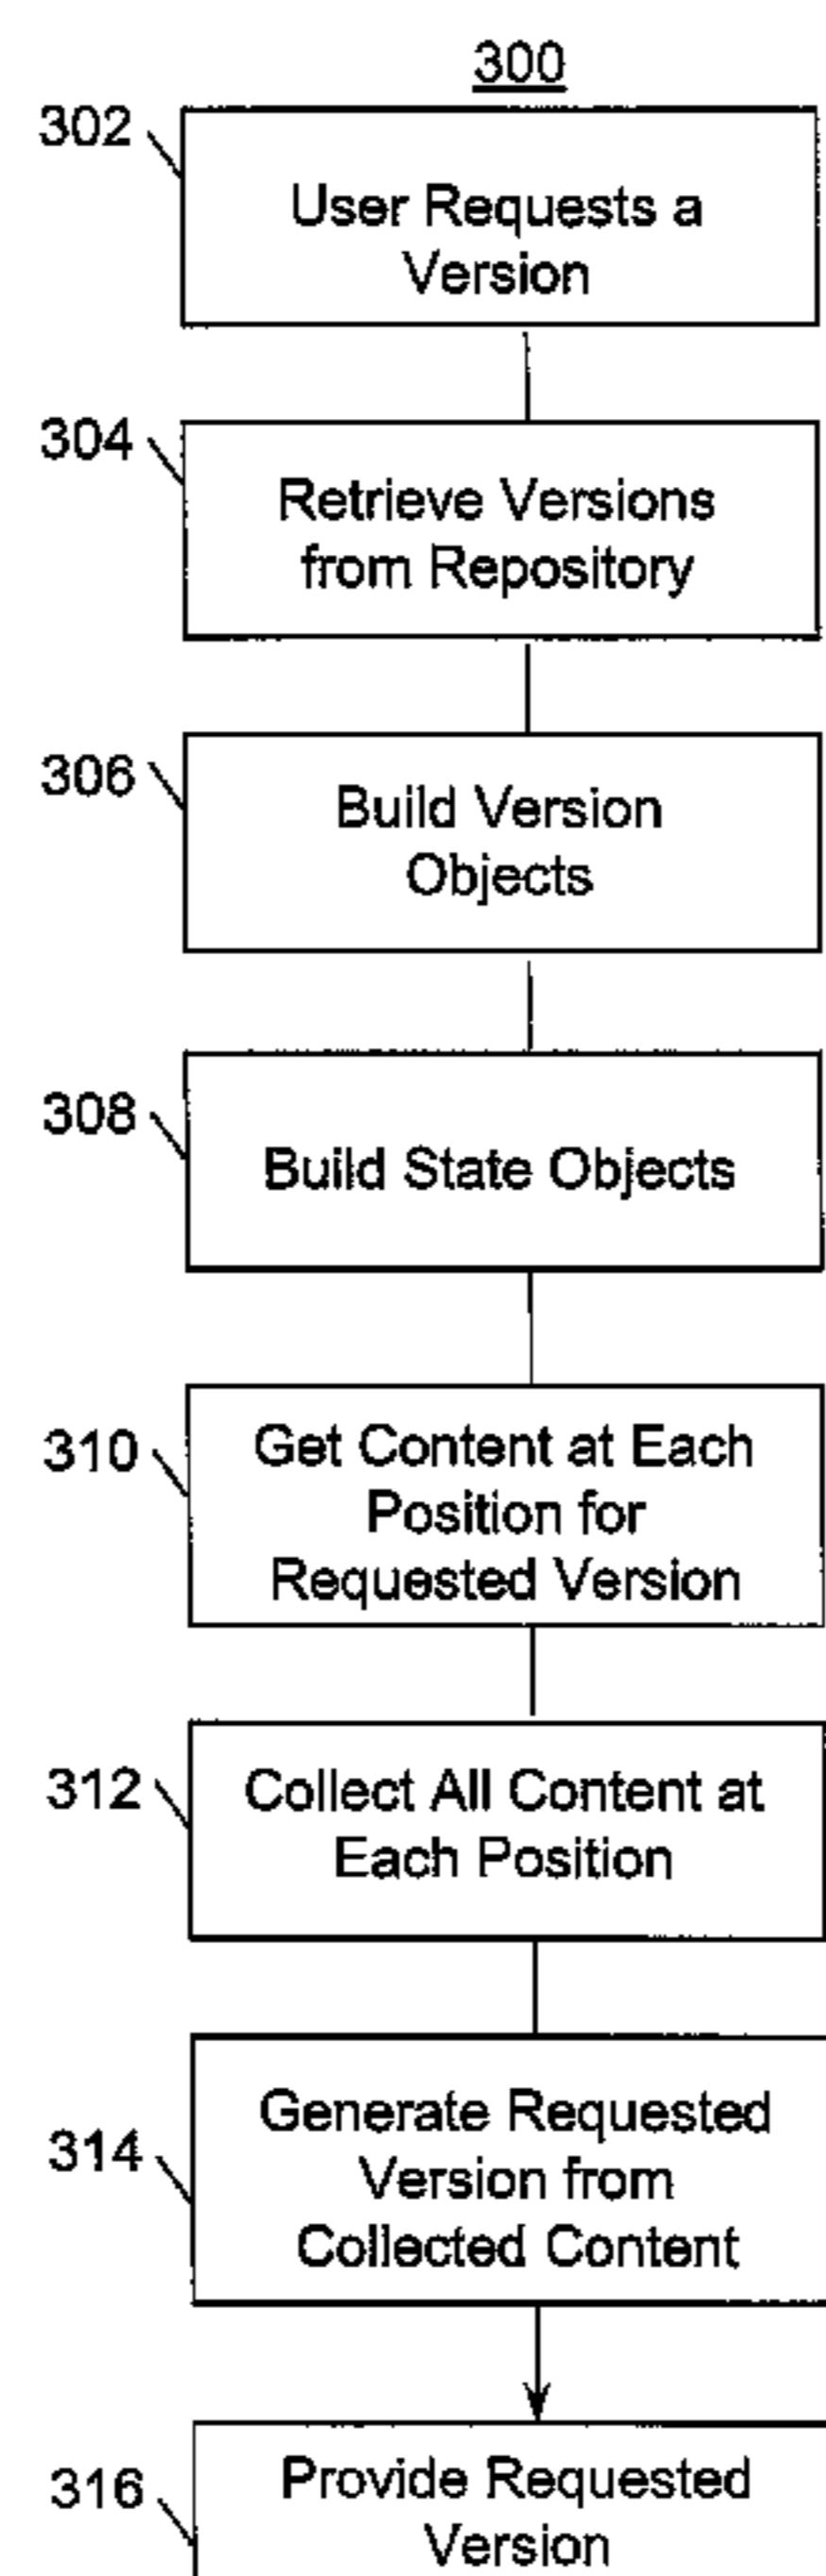 300
302
User Requests a
Version
304
Retrieve Versions
from Repository
306
Build Version
Objects
308
Build State Objects
310
Get Content at Each
Position for
Requested Version
312
Collect All Content at
Each Position
314
Generate Requested
Version from
Collected Content
316
Provide Requested
Version